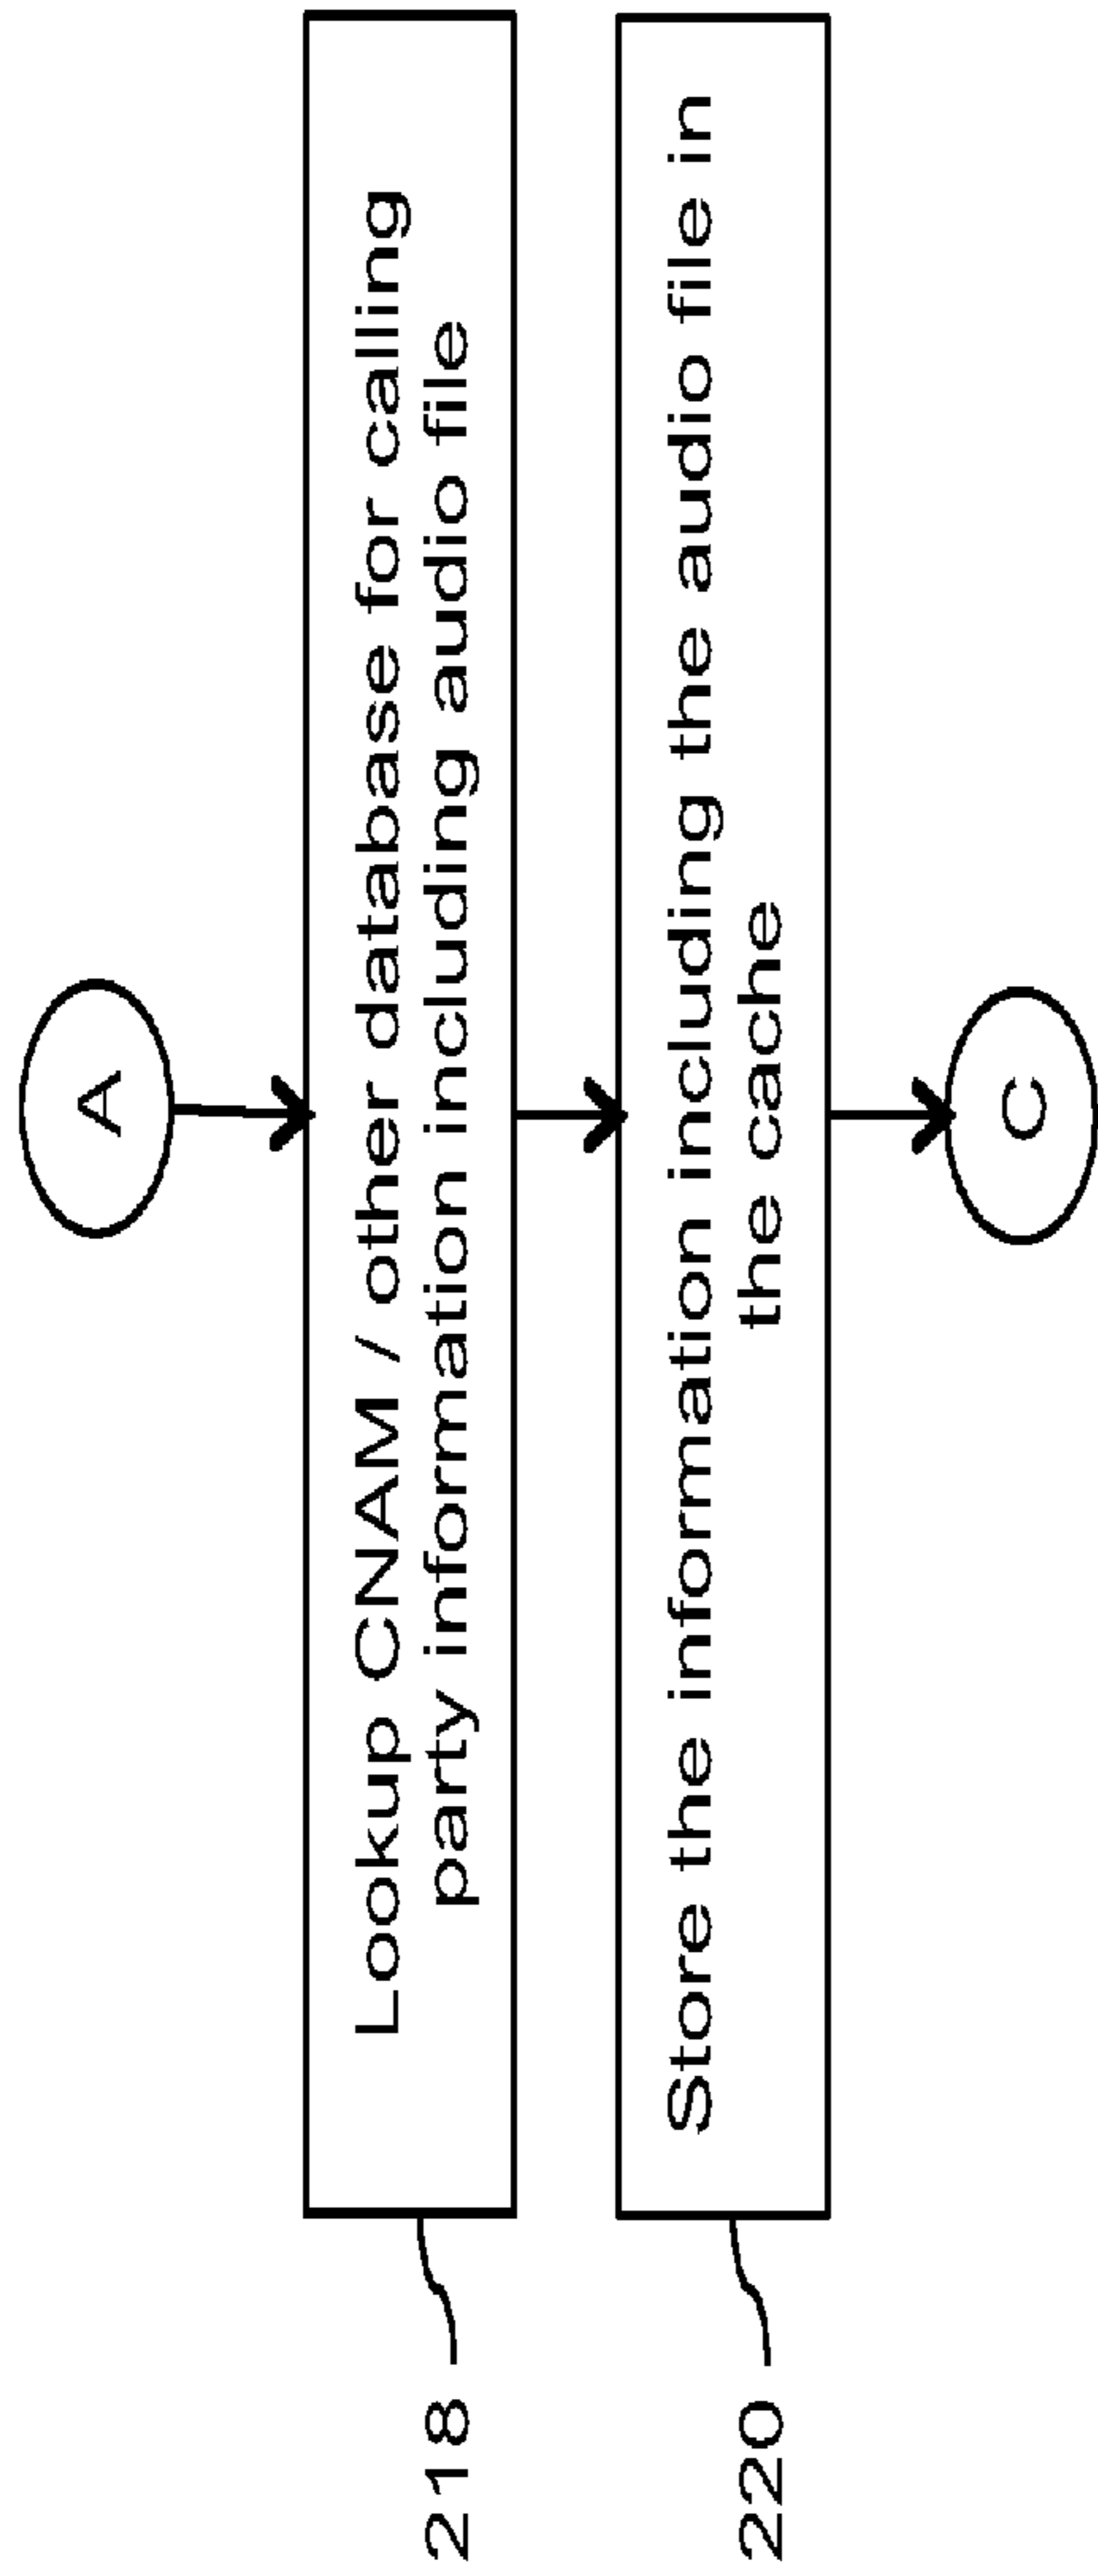 A
Lookup CNAM / other database for calling
party information including audio file
218
Store the information including the audio file in
the cache
220
C